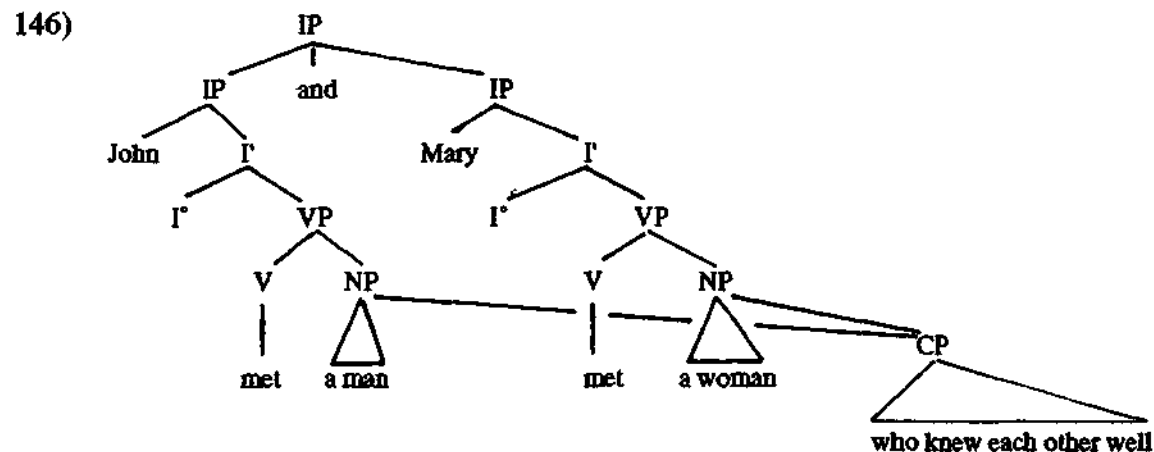 146) IP
IP and IP
John I' Mary I'
I° VP I° VP
V NP V NP
CP
met a man met a woman
who knew each other well